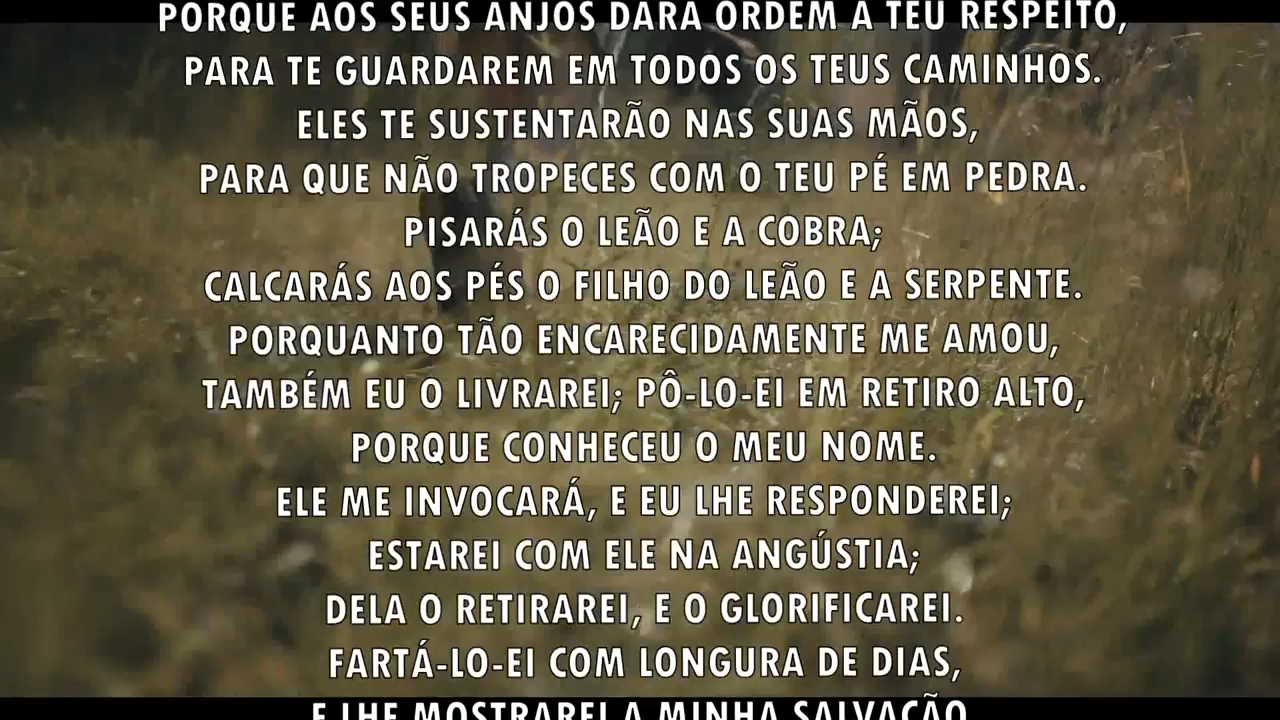 PORQUE AOS SEUS ANJOS DARÁ ORDEM A TEU RESPEITO,
PARA TE GUARDAREM EM TODOS OS TEUS CAMINHOS.
ELES TE SUSTENTARÃO NAS SUAS MÃOS,
PARA QUE NÃO TROPECES COM O TEU PÉ EM PEDRA.
PISARÁS O LEÃO E A COBRA;
CALCARÁS AOS PÉS O FILHO DO LEÃO E A SERPENTE.
PORQUANTO TÃO ENCARECIDAMENTE ME AMOU,
TAMBÉM EU O LIVRAREI; PÔ-LO-EI EM RETIRO ALTO,
PORQUE CONHECEU O MEU NOME.
ELE ME INVOCARÁ, E EU LHE RESPONDEREI;
ESTAREI COM ELE NA ANGÚSTIA;
DELA O RETIRAREI, E O GLORIFICAREI.
FARTÁ-LO-EI COM LONGURA DE DIAS,
E LHE MOSTRAREI A MINHA SALVAÇÃO